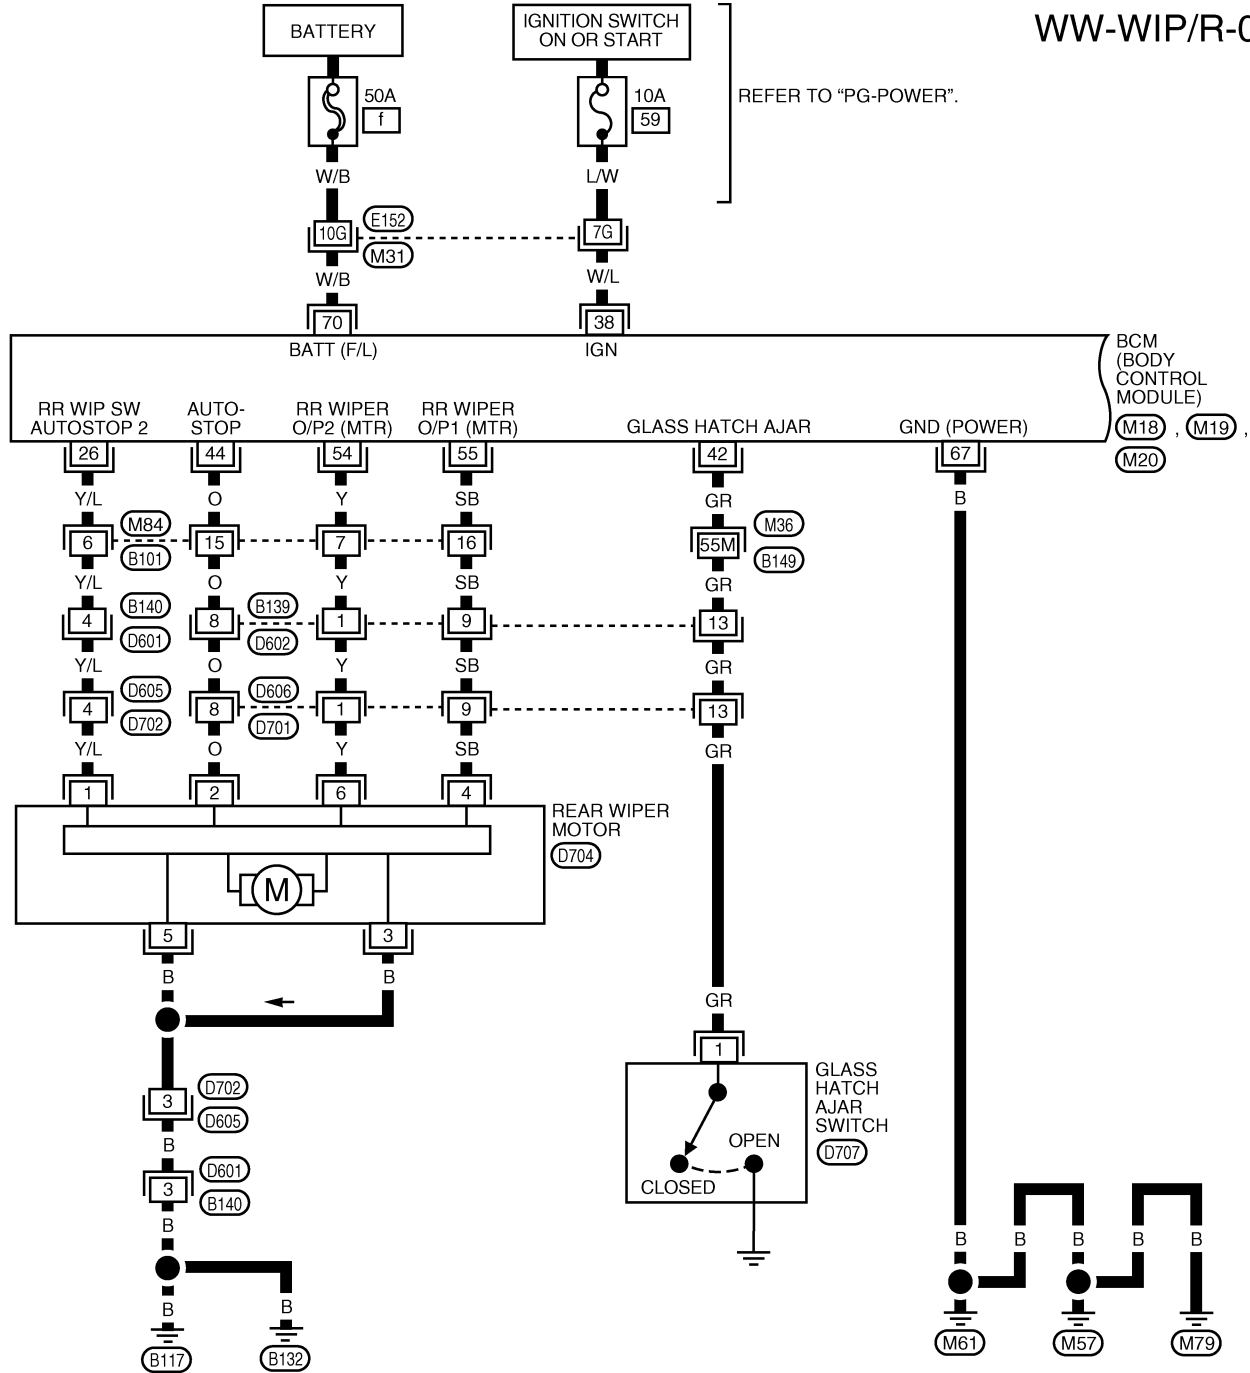 WW-WIP/R-0
BATTERY
IGNITION SWITCH
ON OR START
REFER TO “PG-POWER”.
50A
f
10A
59
W/B
L/W
10G
E152
7G
M31
W/B
W/L
70
38
BATT (F/L)
IGN
BCM
(BODY
CONTROL
MODULE)
M18 , M19 ,
M20
RR WIP SW
AUTOSTOP 2
AUTO-
STOP
RR WIPER
O/P2 (MTR)
RR WIPER
O/P1 (MTR)
GLASS HATCH AJAR
GND (POWER)
26 44 54 55 42 67
Y/L O Y SB GR B
M84
M36
6 15 7 16 55M
B101
B149
Y/L O Y SB GR
B140 B139
4 8 1 9 13
D601 D602
Y/L O Y SB GR
D605 D606
4 8 1 9 13
D702 D701
Y/L O Y SB GR
1 2 6 4
REAR WIPER
MOTOR
D704
M
5 3
B B
GR
1
GLASS
HATCH
AJAR
SWITCH
D707
OPEN
CLOSED
D702
3
D605
B
D601
3
B140
B
B B
B117 B132
B B B B B
M61 M57 M79